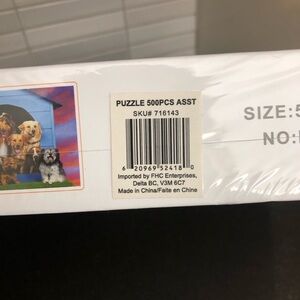 PUZZLE 500PCS ASST
SKU# 716143
6 20969 52418 0
Imported by FHC Enterprises,
Delta BC, V3M 6C7
Made in China/Faite en Chine
SIZE:5
NO: